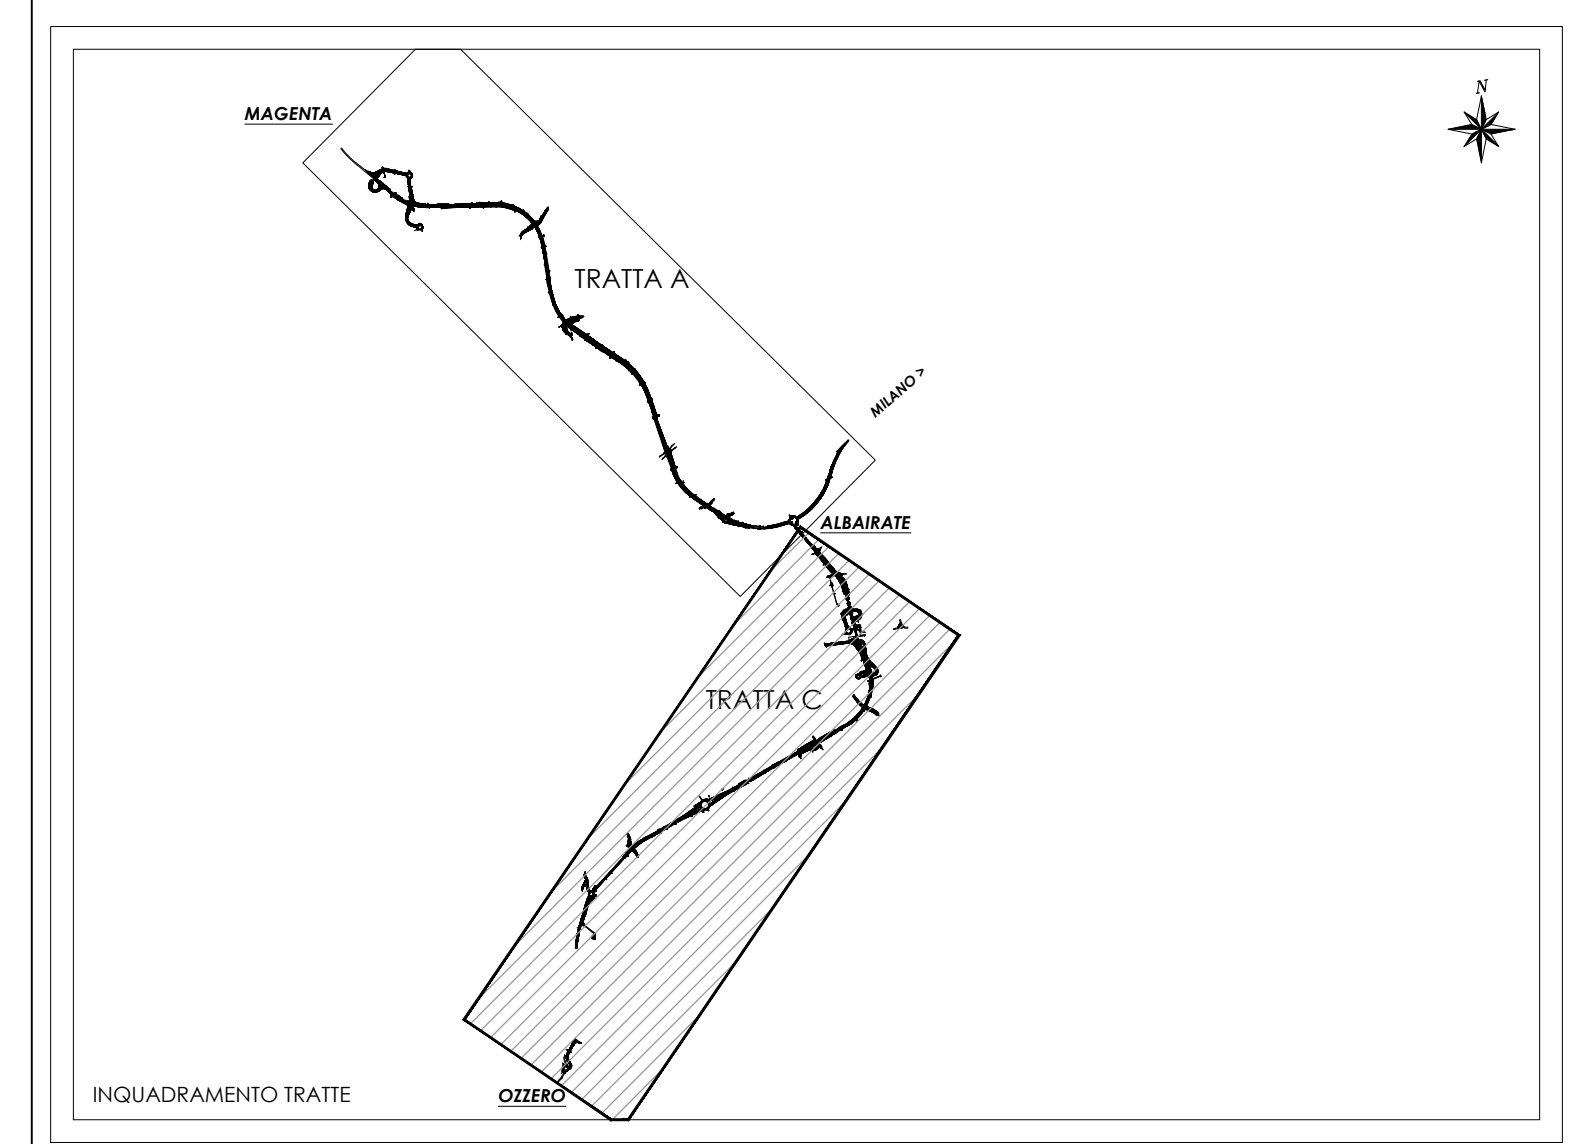 N
MAGENTA
TRATTA A
MILANO >
ALBAIRATE
TRATTA C
INQUADRAMENTO TRATTE
OZZERO